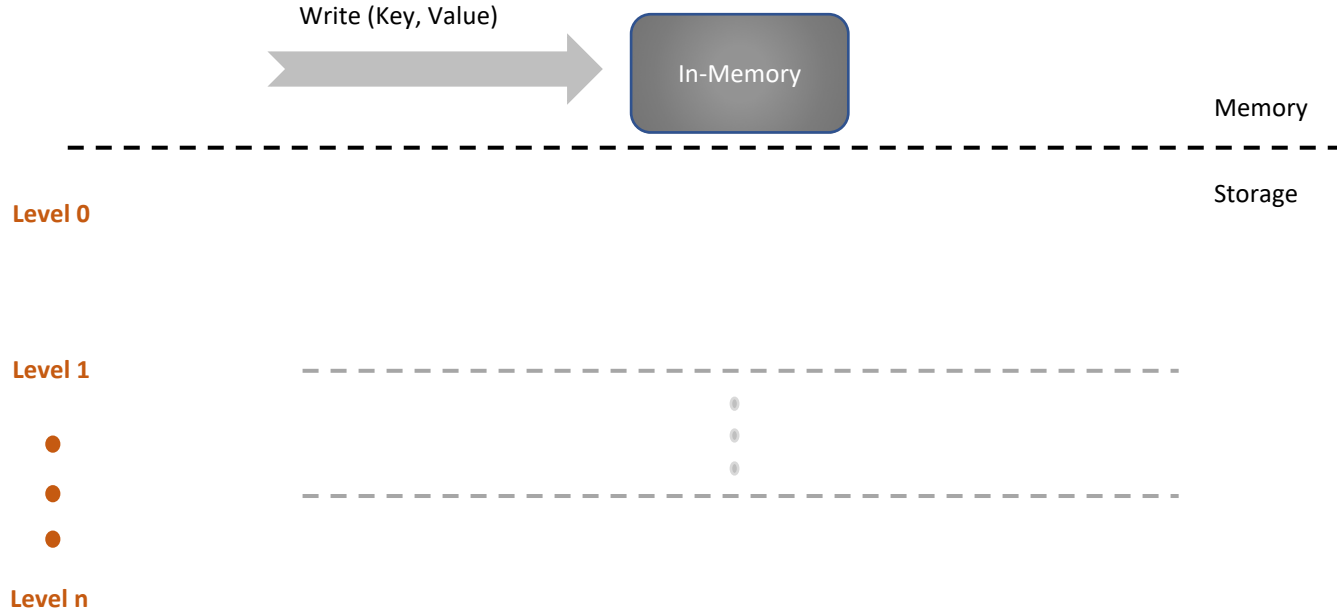 Write (Key, Value)
In-Memory
Memory
Storage
Level 0
Level 1
Level n